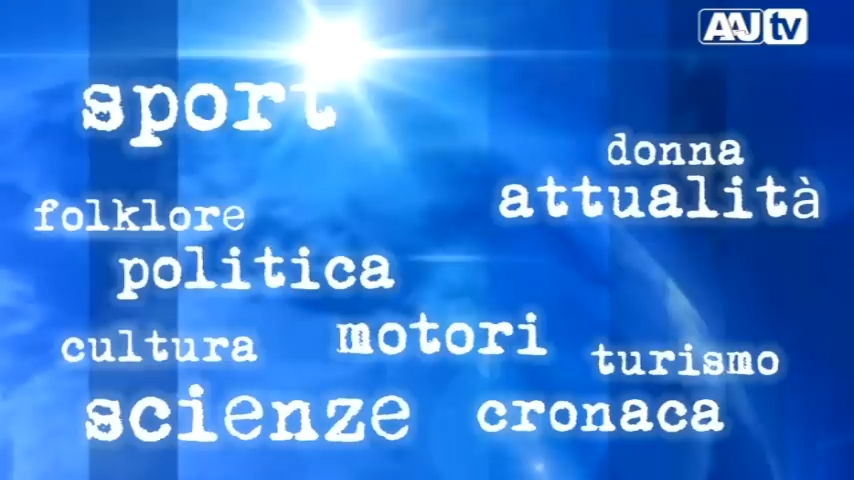 AAJ tv
sport
donna
attualità
folklore
politica
motori
cultura
turismo
scienze
cronaca